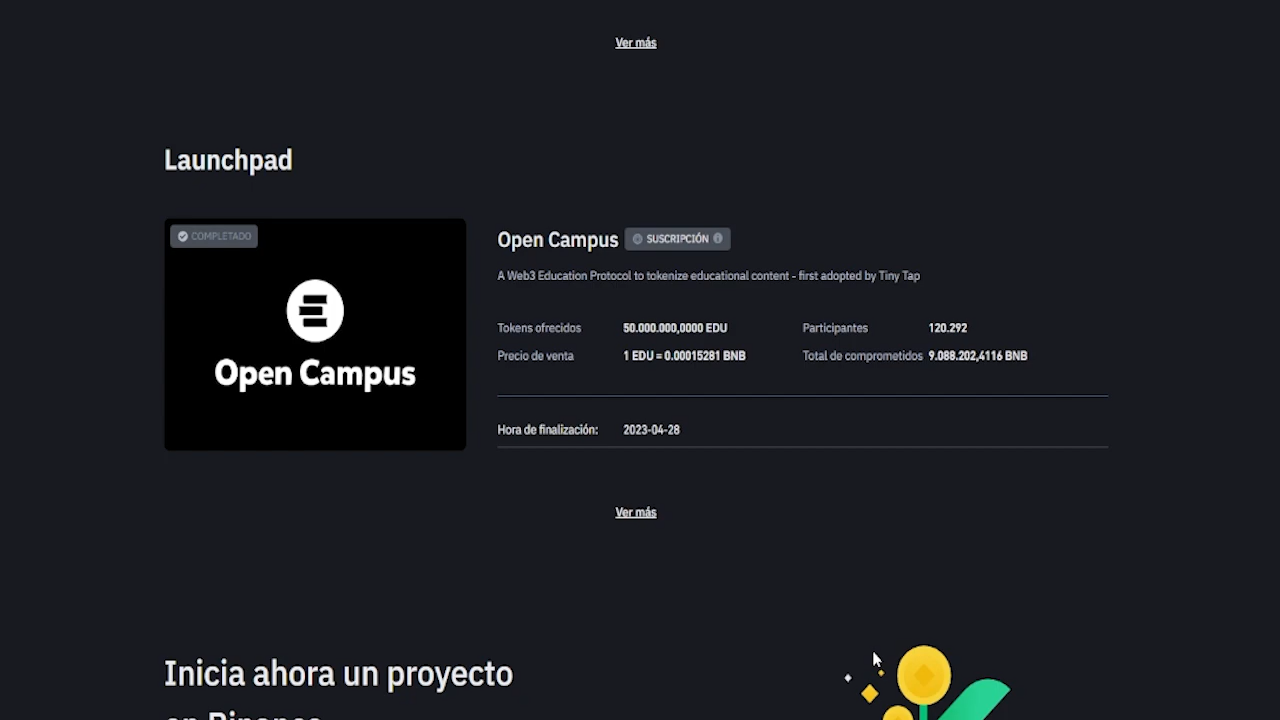 Ver más
Launchpad
COMPLETADO
Open Campus
Open Campus SUSCRIPCIÓN
A Web3 Education Protocol to tokenize educational content - first adopted by Tiny Tap
Tokens ofrecidos 50.000.000,0000 EDU Participantes 120.292
Precio de venta 1 EDU = 0.00015281 BNB Total de comprometidos 9.088.202,4116 BNB
Hora de finalización: 2023-04-28
Ver más
Inicia ahora un proyecto
en Binance